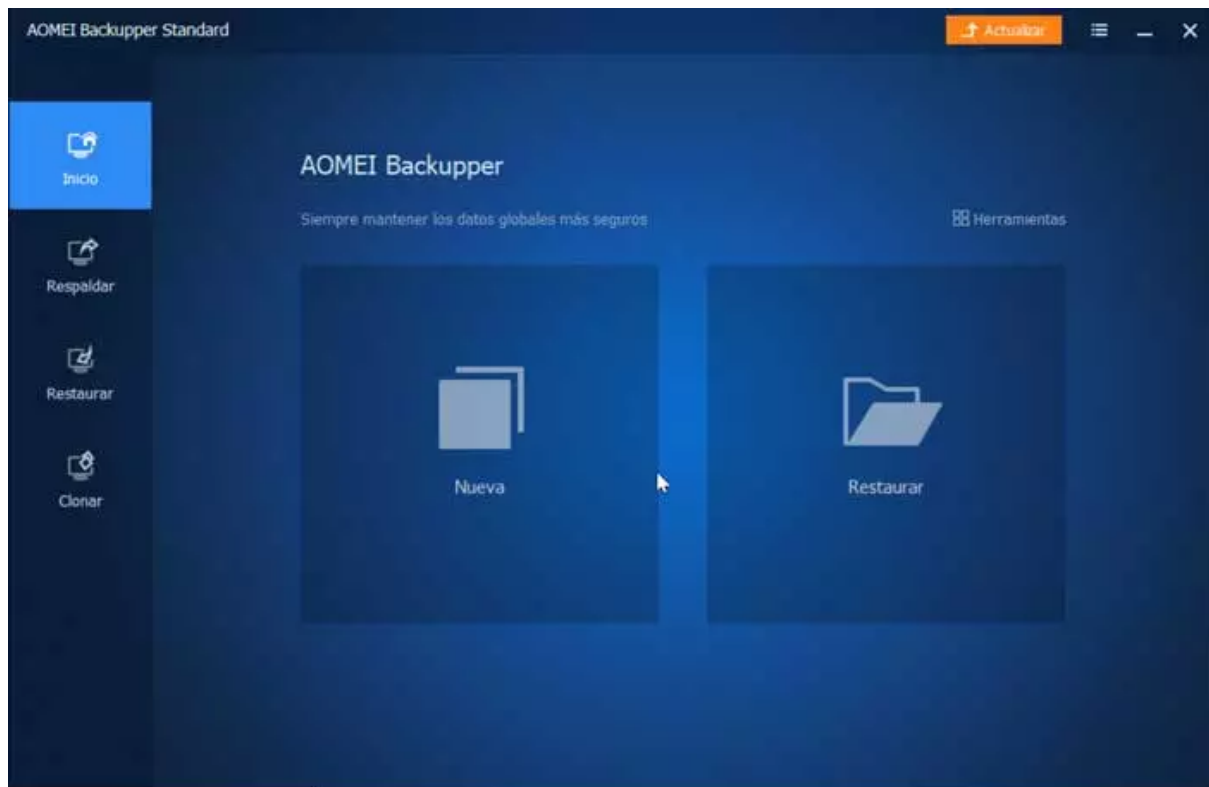 AOMEI Backupper Standard
Actualizar
Inicio
Respaldar
Restaurar
Clonar
AOMEI Backupper
Siempre mantener los datos globales más seguros
Herramientas
Nueva
Restaurar